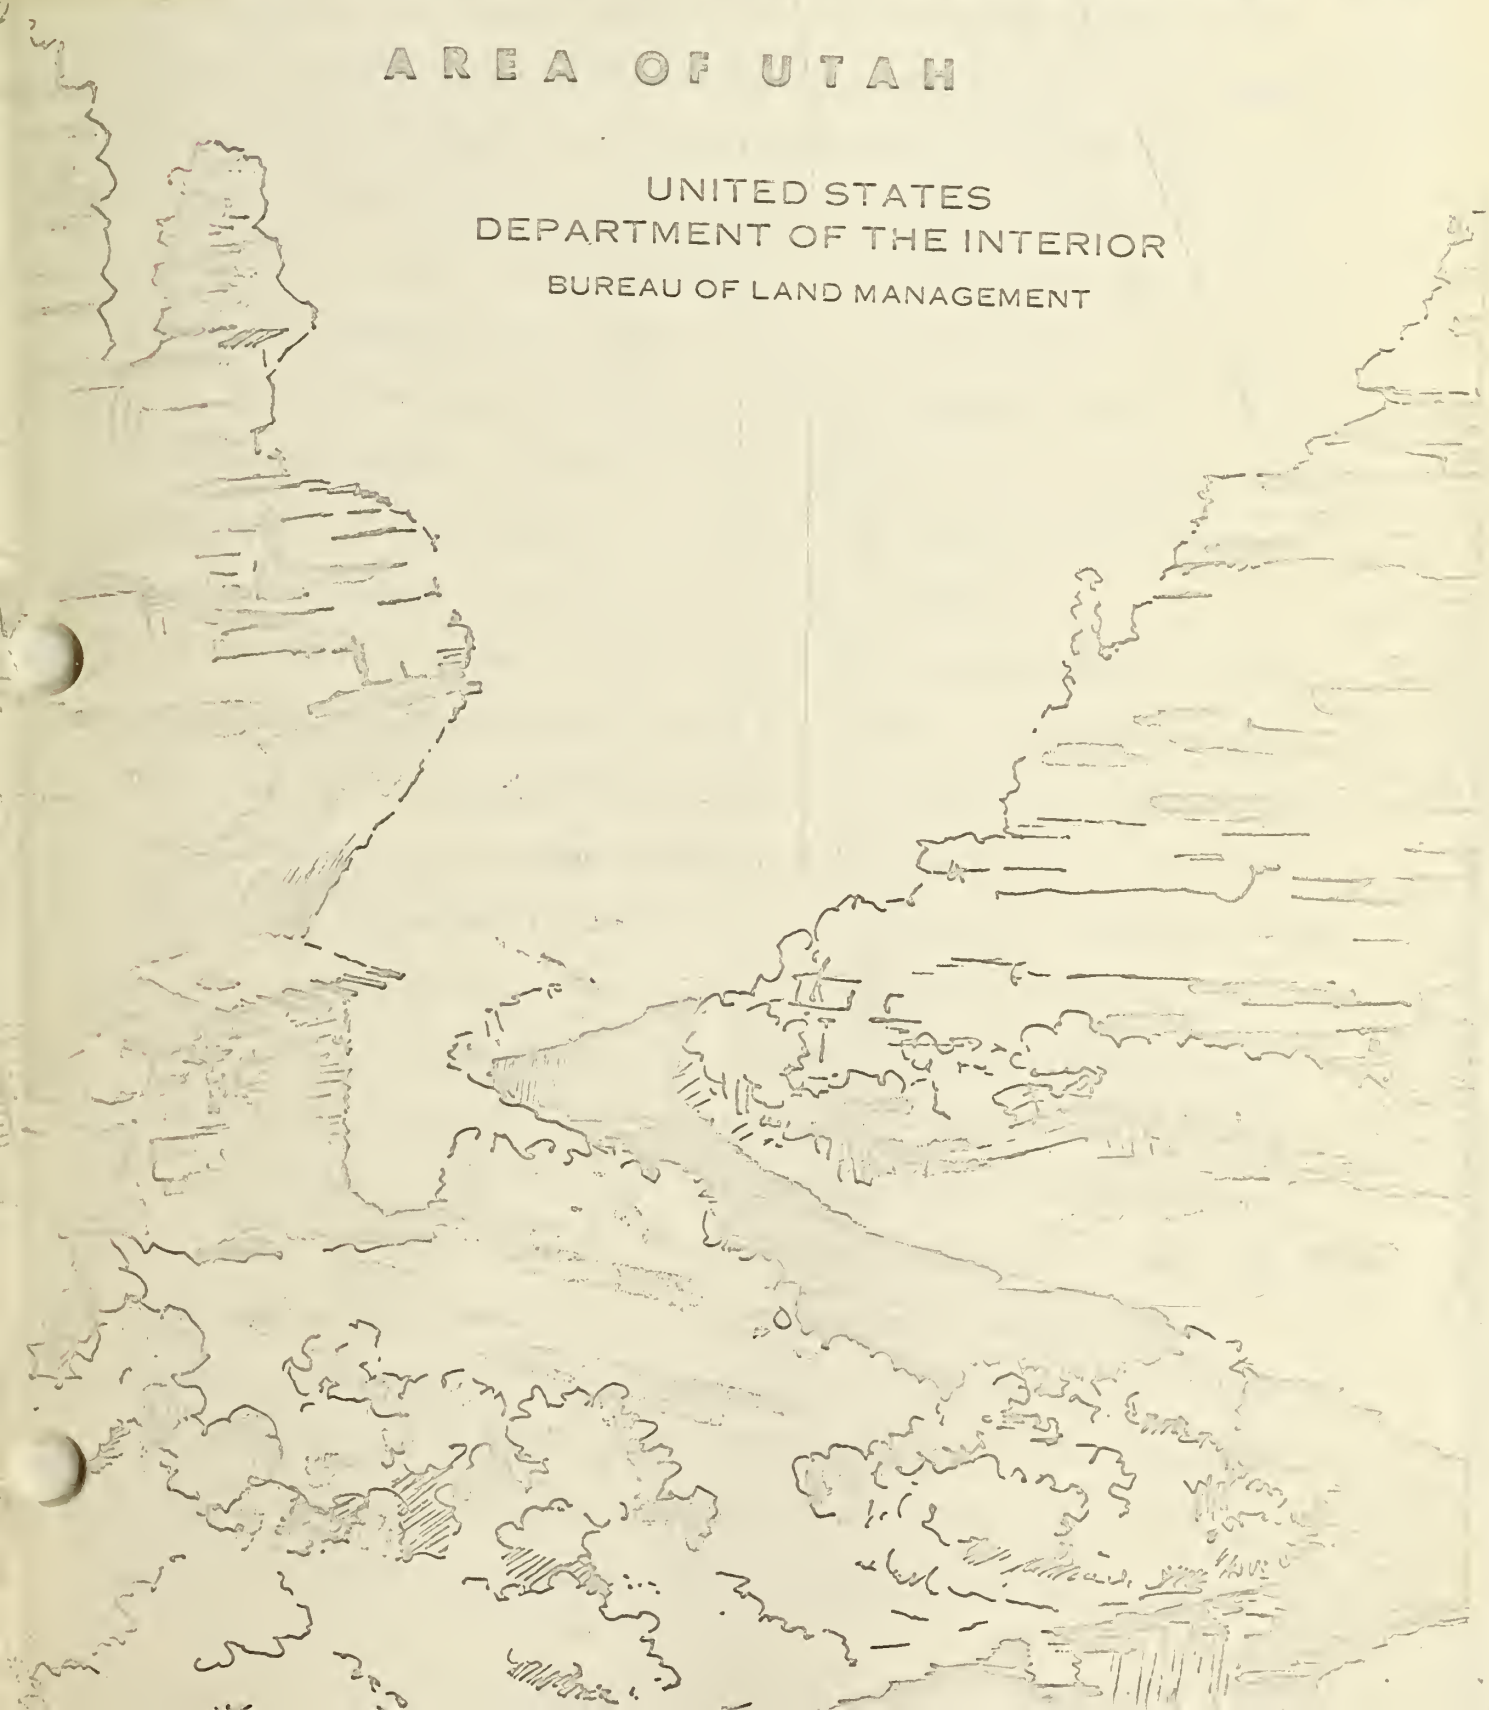 AREA OF UTAH
UNITED STATES
DEPARTMENT OF THE INTERIOR
BUREAU OF LAND MANAGEMENT